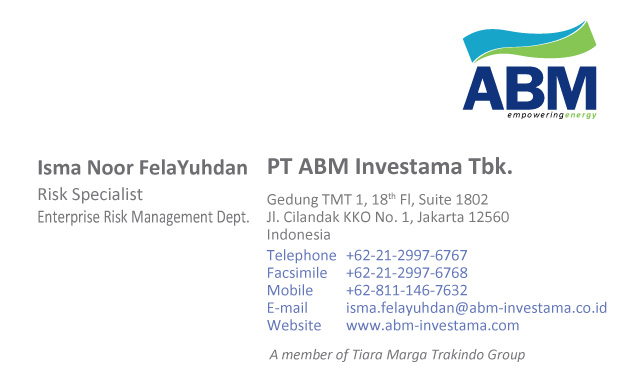 ABM
empoweringenergy
Isma Noor FelaYuhdan
Risk Specialist
Enterprise Risk Management Dept.
PT ABM Investama Tbk.
Gedung TMT 1, 18th Fl, Suite 1802
Jl. Cilandak KKO No. 1, Jakarta 12560
Indonesia
Telephone +62-21-2997-6767
Facsimile +62-21-2997-6768
Mobile +62-811-146-7632
E-mail isma.felayuhdan@abm-investama.co.id
Website www.abm-investama.com
A member of Tiara Marga Trakindo Group